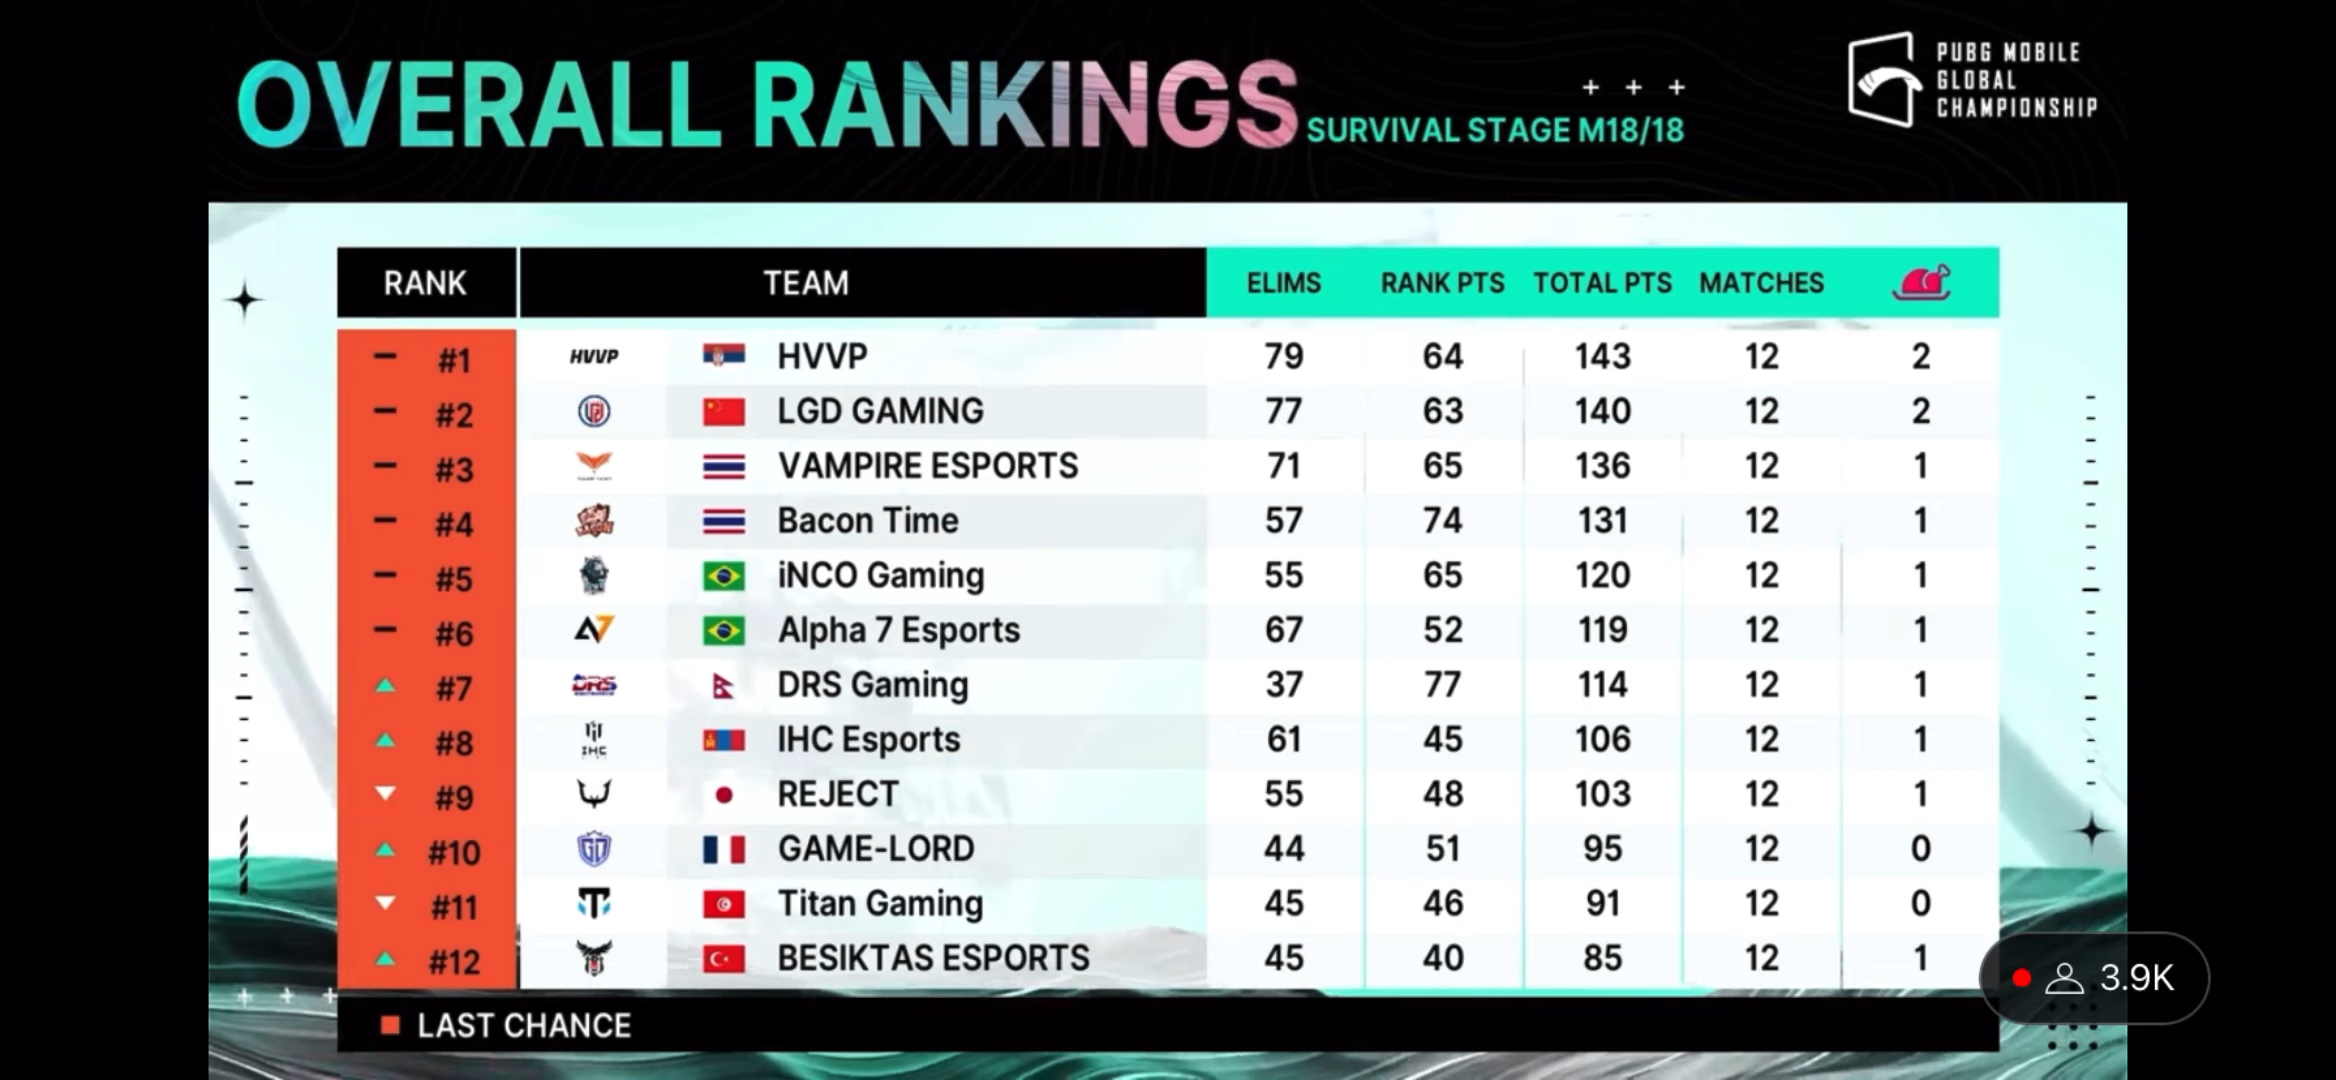 OVERALL RANKINGS
SURVIVAL STAGE M18/18
PUBG MOBILE
GLOBAL
CHAMPIONSHIP
RANK TEAM ELIMS RANK PTS TOTAL PTS MATCHES
#1 HVVP HVVP 79 64 143 12 2
#2 LGD GAMING 77 63 140 12 2
#3 VAMPIRE ESPORTS 71 65 136 12 1
#4 Bacon Time 57 74 131 12 1
#5 iNCO Gaming 55 65 120 12 1
#6 Alpha 7 Esports 67 52 119 12 1
#7 DRS DRS Gaming 37 77 114 12 1
#8 IHC IHC Esports 61 45 106 12 1
#9 REJECT 55 48 103 12 1
#10 GAME-LORD 44 51 95 12 0
#11 Titan Gaming 45 46 91 12 0
#12 BESIKTAS ESPORTS 45 40 85 12 1
LAST CHANCE
3.9K